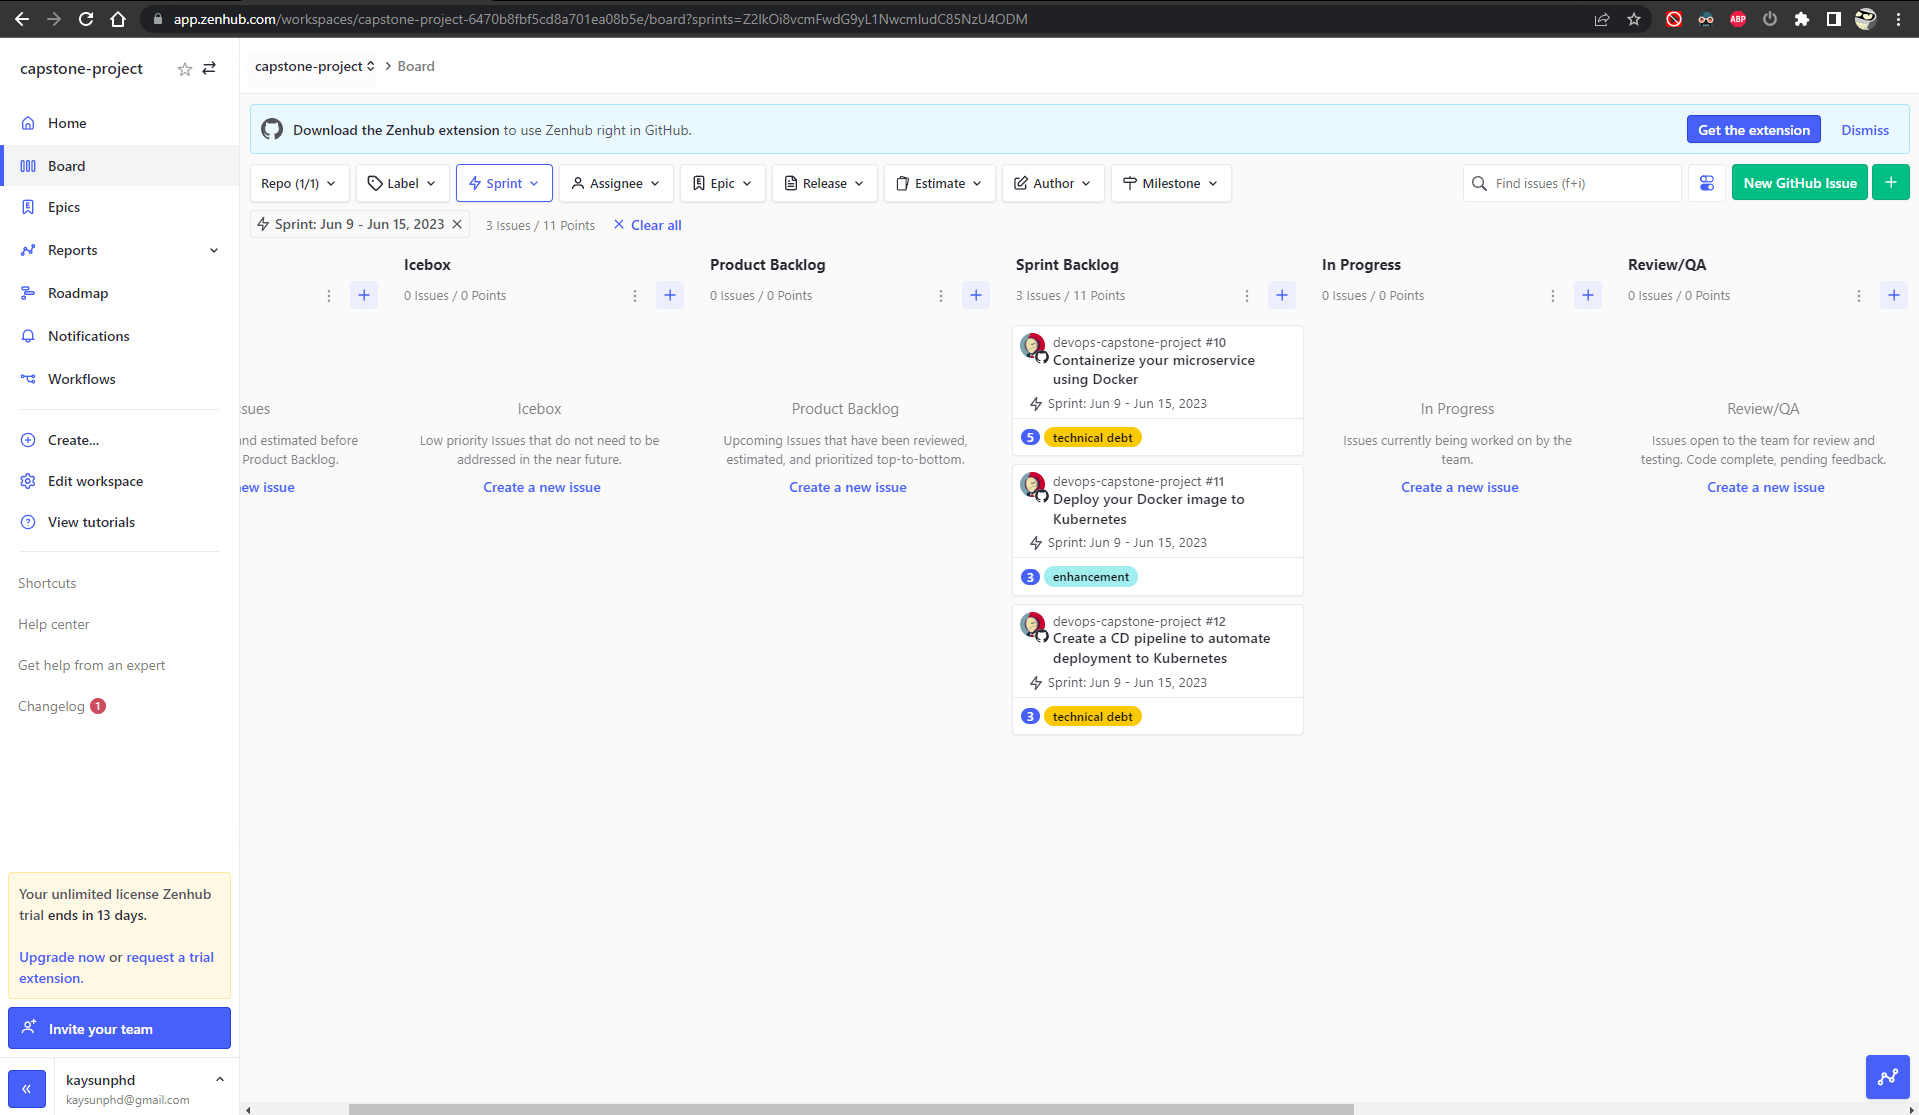 app.zenhub.com/workspaces/capstone-project-6470b8fbf5cd8a701ea08b5e/board?sprints=Z2lkOi8vcmFwdG9yL1NwcmludC85NzU4ODM
ABP
capstone-project
capstone-project > Board
Home
Board
Epics
Reports
Roadmap
Notifications
Workflows
Create...
Edit workspace
View tutorials
Shortcuts
Help center
Get help from an expert
Changelog 1
Your unlimited license Zenhub
trial ends in 13 days.
Upgrade now or request a trial
extension.
Invite your team
kaysunphd
kaysunphd@gmail.com
Download the Zenhub extension to use Zenhub right in GitHub.
Get the extension
Dismiss
Repo (1/1)
Label
Sprint
Assignee
Epic
Release
Estimate
Author
Milestone
Find issues (f+i)
New GitHub Issue
+
Sprint: Jun 9 - Jun 15, 2023
3 Issues / 11 Points
Clear all
ssues
nd estimated before
Product Backlog.
ew issue
Icebox
0 Issues / 0 Points
Icebox
Low priority Issues that do not need to be
addressed in the near future.
Create a new issue
Product Backlog
0 Issues / 0 Points
Product Backlog
Upcoming Issues that have been reviewed,
estimated, and prioritized top-to-bottom.
Create a new issue
Sprint Backlog
3 Issues / 11 Points
devops-capstone-project #10
Containerize your microservice
using Docker
Sprint: Jun 9 - Jun 15, 2023
5 technical debt
devops-capstone-project #11
Deploy your Docker image to
Kubernetes
Sprint: Jun 9 - Jun 15, 2023
3 enhancement
devops-capstone-project #12
Create a CD pipeline to automate
deployment to Kubernetes
Sprint: Jun 9 - Jun 15, 2023
3 technical debt
In Progress
0 Issues / 0 Points
In Progress
Issues currently being worked on by the
team.
Create a new issue
Review/QA
0 Issues / 0 Points
Review/QA
Issues open to the team for review and
testing. Code complete, pending feedback.
Create a new issue